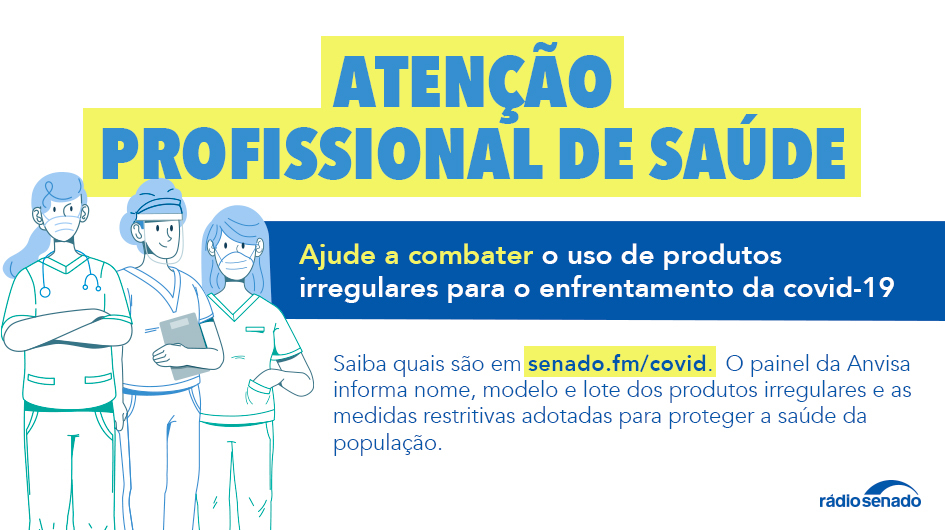 ATENÇÃO
PROFISSIONAL DE SAÚDE
Ajude a combater o uso de produtos
irregulares para o enfrentamento da covid-19
Saiba quais são em senado.fm/covid. O painel da Anvisa
informa nome, modelo e lote dos produtos irregulares e as
medidas restritivas adotadas para proteger a saúde da
população.
rádiosenado